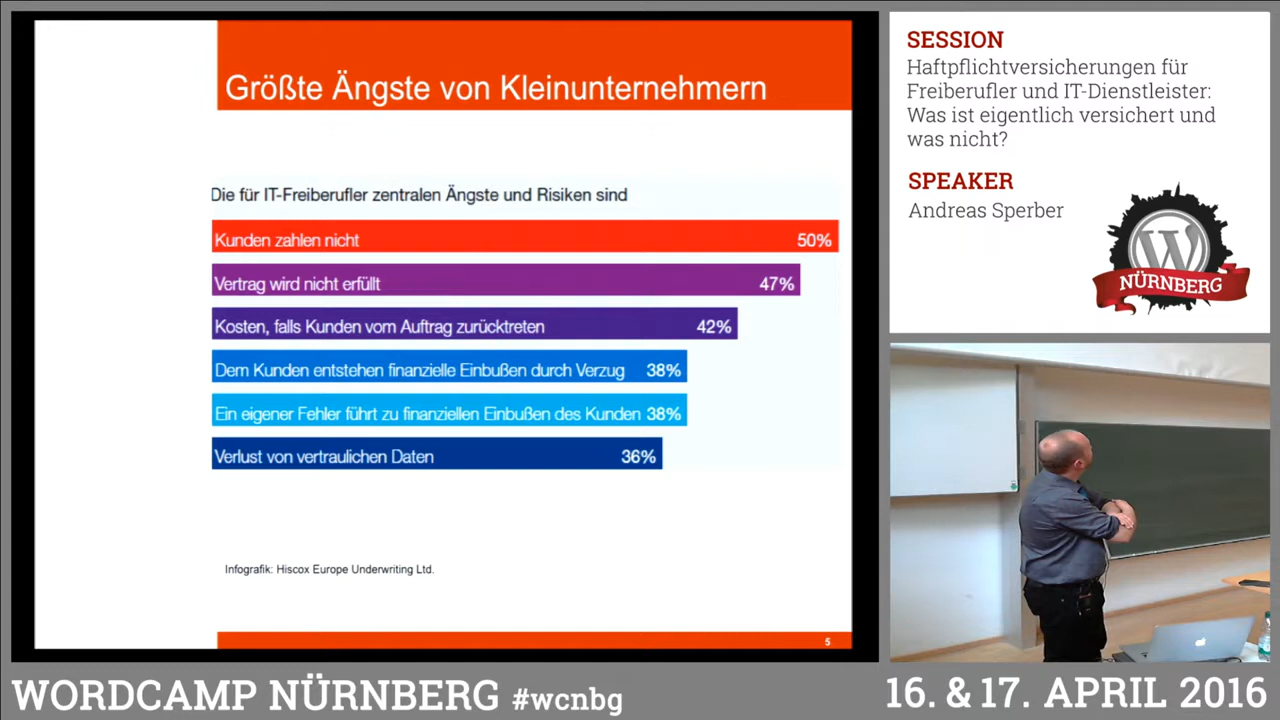 Größte Ängste von Kleinunternehmern
Die für IT-Freiberufler zentralen Ängste und Risiken sind
Kunden zahlen nicht 50%
Vertrag wird nicht erfüllt 47%
Kosten, falls Kunden vom Auftrag zurücktreten 42%
Dem Kunden entstehen finanzielle Einbußen durch Verzug 38%
Ein eigener Fehler führt zu finanziellen Einbußen des Kunden 38%
Verlust von vertraulichen Daten 36%
Infografik: Hiscox Europe Underwriting Ltd.
5
SESSION
Haftpflichtversicherungen für
Freiberufler und IT-Dienstleister:
Was ist eigentlich versichert und
was nicht?
SPEAKER
Andreas Sperber
W
NÜRNBERG
WORDCAMP NÜRNBERG #wcnbg
16. & 17. APRIL 2016